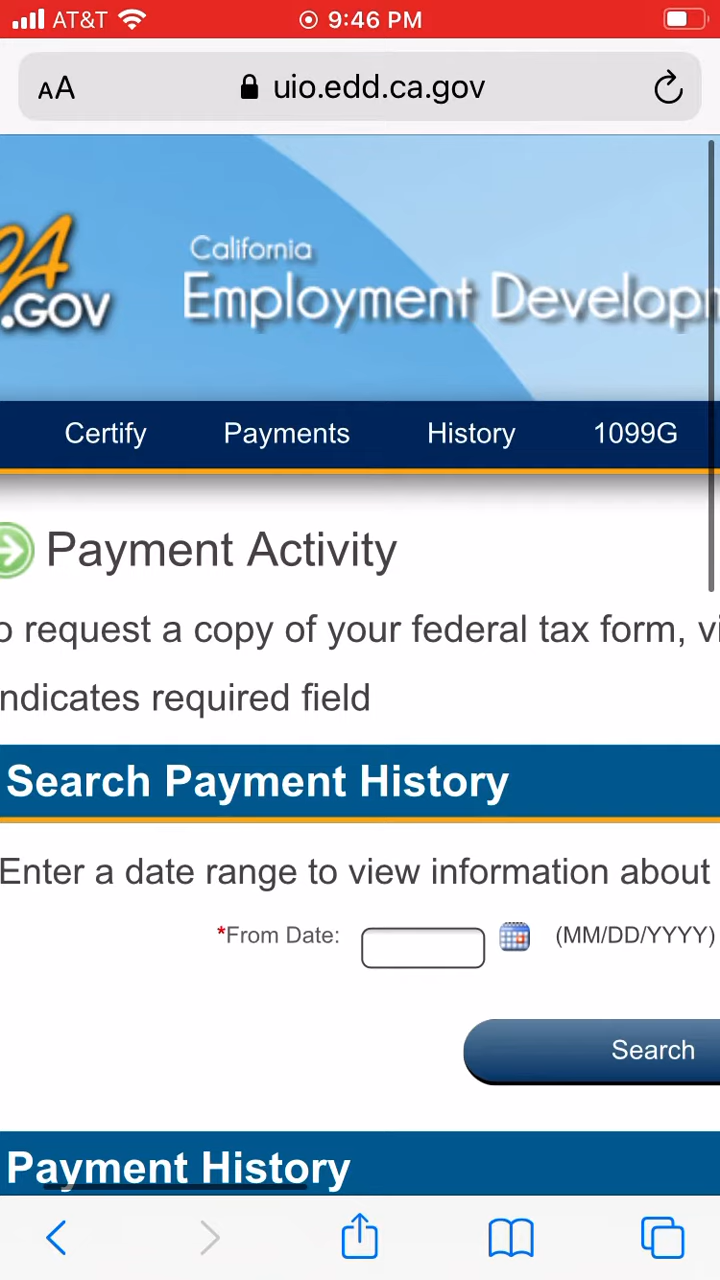 AT&T 9:46 PM
AA uio.edd.ca.gov
CA
.GOV
California
Employment Develop
Certify Payments History 1099G
Payment Activity
o request a copy of your federal tax form, vi
ndicates required field
Search Payment History
Enter a date range to view information about
*From Date: (MM/DD/YYYY)
Search
Payment History